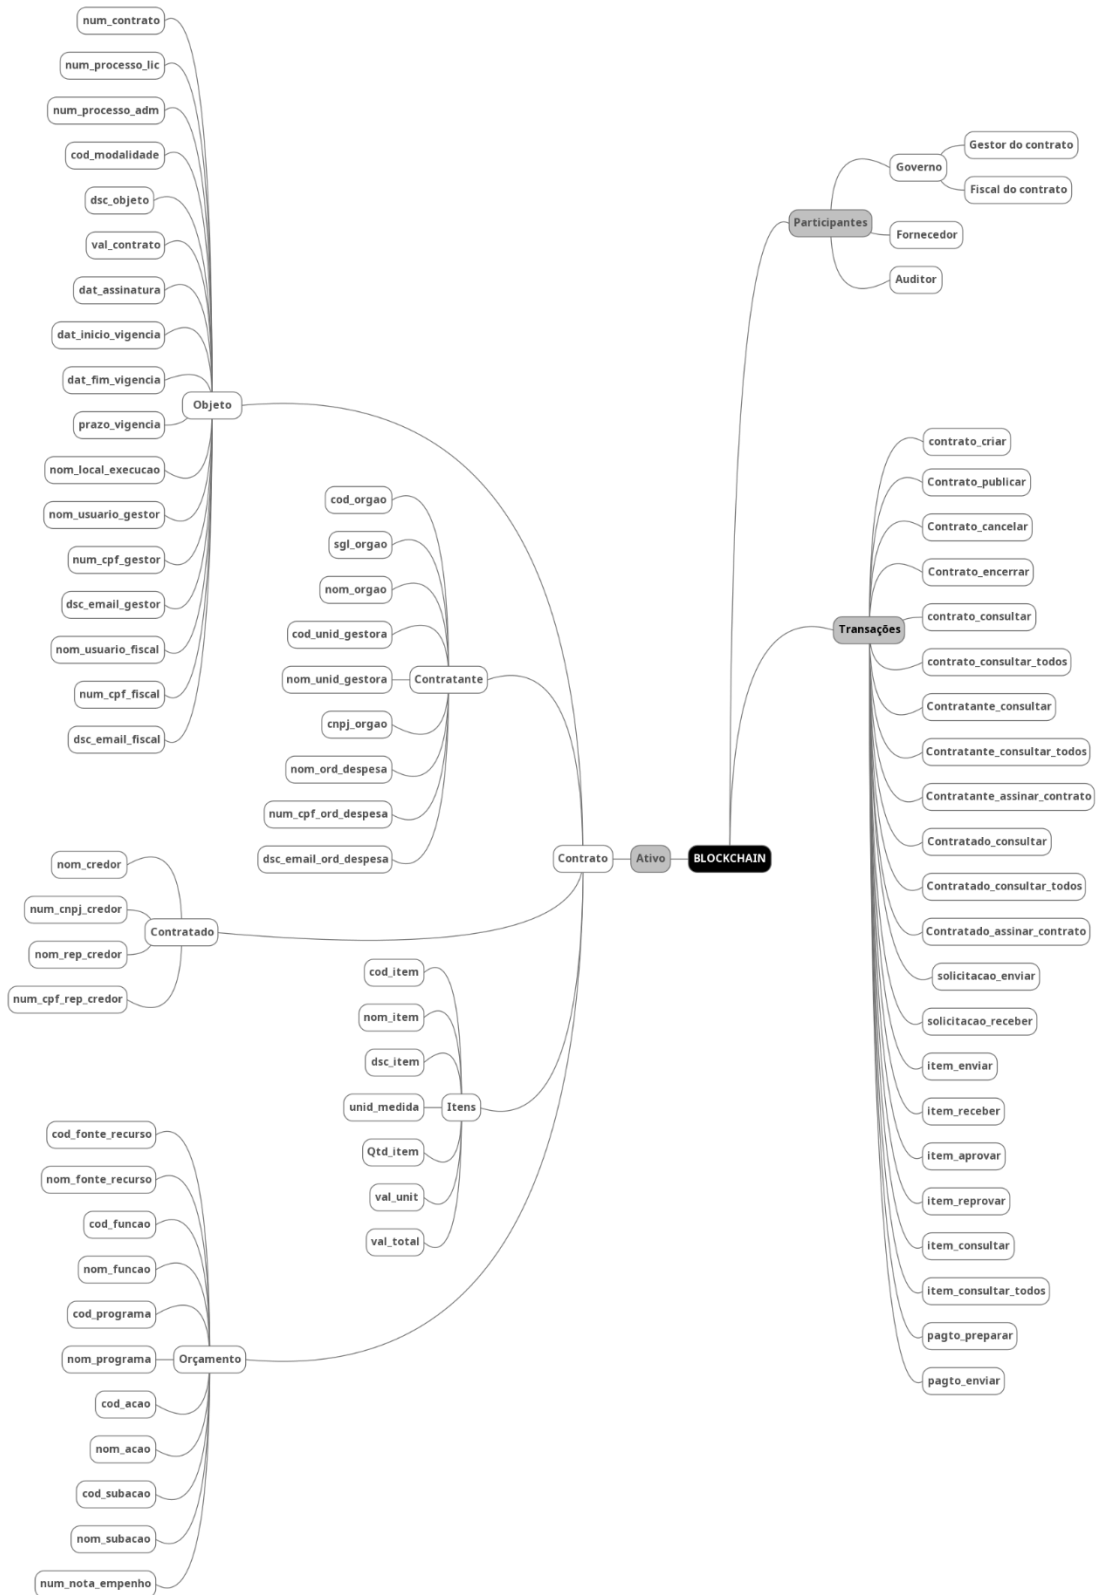 BLOCKCHAIN
Ativo
Contrato
Objeto
num_contrato
num_processo_lic
num_processo_adm
cod_modalidade
dsc_objeto
val_contrato
dat_assinatura
dat_inicio_vigencia
dat_fim_vigencia
prazo_vigencia
nom_local_execucao
nom_usuario_gestor
num_cpf_gestor
dsc_email_gestor
nom_usuario_fiscal
num_cpf_fiscal
dsc_email_fiscal
Contratante
cod_orgao
sgl_orgao
nom_orgao
cod_unid_gestora
nom_unid_gestora
cnpj_orgao
nom_ord_despesa
num_cpf_ord_despesa
dsc_email_ord_despesa
Contratado
nom_credor
num_cnpj_credor
nom_rep_credor
num_cpf_rep_credor
Itens
cod_item
nom_item
dsc_item
unid_medida
Qtd_item
val_unit
val_total
Orçamento
cod_fonte_recurso
nom_fonte_recurso
cod_funcao
nom_funcao
cod_programa
nom_programa
cod_acao
nom_acao
cod_subacao
nom_subacao
num_nota_empenho
Participantes
Governo
Gestor do contrato
Fiscal do contrato
Fornecedor
Auditor
Transações
contrato_criar
Contrato_publicar
Contrato_cancelar
Contrato_encerrar
contrato_consultar
contrato_consultar_todos
Contratante_consultar
Contratante_consultar_todos
Contratante_assinar_contrato
Contratado_consultar
Contratado_consultar_todos
Contratado_assinar_contrato
solicitacao_enviar
solicitacao_receber
item_enviar
item_receber
item_aprovar
item_reprovar
item_consultar
item_consultar_todos
pagto_preparar
pagto_enviar